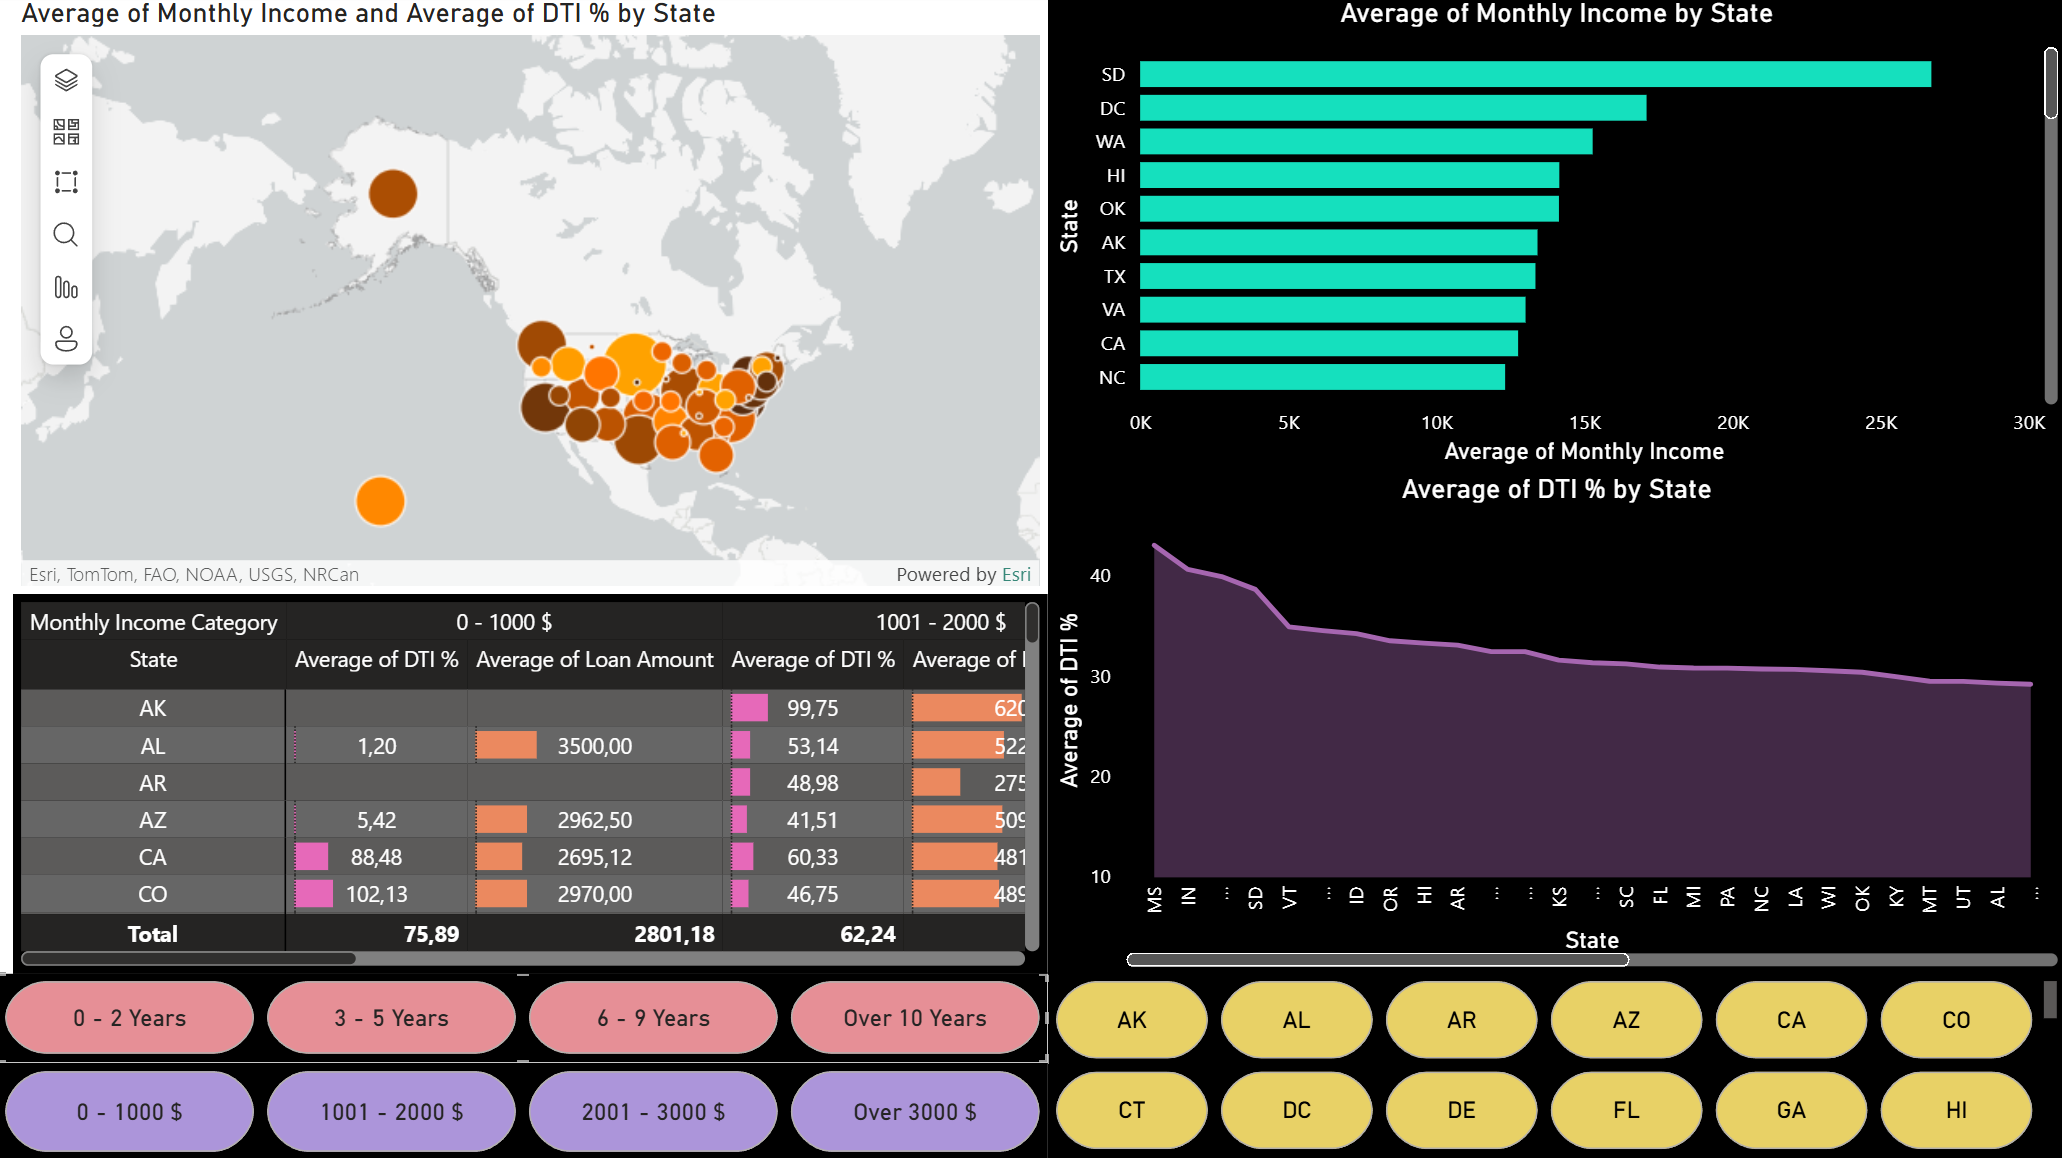 Average of Monthly Income and Average of DTI % by State
Esri, TomTom, FAO, NOAA, USGS, NRCan
Powered by Esri
Monthly Income Category 0 - 1000 $ 1001 - 2000 $
State Average of DTI % Average of Loan Amount Average of DTI % Average of
AK 99,75 620
AL 1,20 3500,00 53,14 522
AR 48,98 275
AZ 5,42 2962,50 41,51 509
CA 88,48 2695,12 60,33 481
CO 102,13 2970,00 46,75 489
Total 75,89 2801,18 62,24
0 - 2 Years 3 - 5 Years 6 - 9 Years Over 10 Years
0 - 1000 $ 1001 - 2000 $ 2001 - 3000 $ Over 3000 $
Average of Monthly Income by State
State
SD
DC
WA
HI
OK
AK
TX
VA
CA
NC
0K 5K 10K 15K 20K 25K 30K
Average of Monthly Income
Average of DTI % by State
Average of DTI %
40
30
20
10
MS IN ... SD VT ... ID OR HI AR ... ... KS ... SC FL MI PA NC LA WI OK KY MT UT AL ...
State
AK AL AR AZ CA CO
CT DC DE FL GA HI